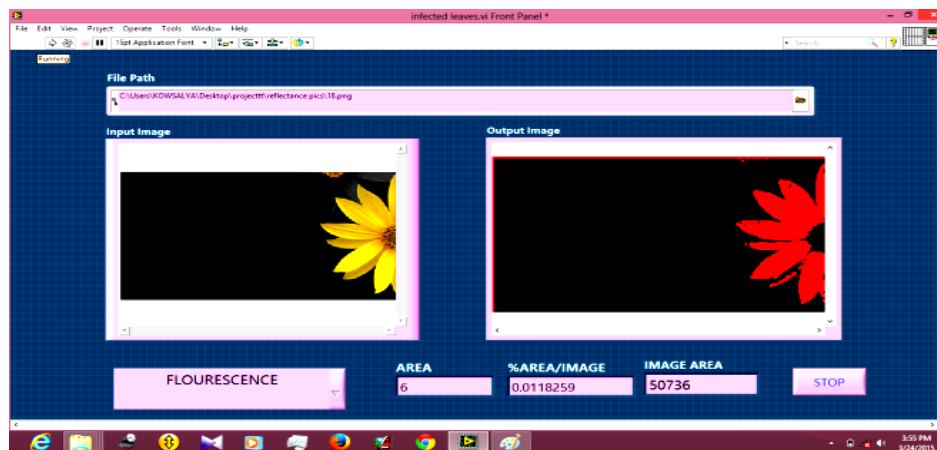 infected leaves.vi Front Panel *
File Edit View Project Operate Tools Window Help
15pt Application Font
Search
Running
File Path
C:\Users\KOWSALYA\Desktop\projecttf\reflectance pics\18.png
Input Image
Output Image
FLOURESCENCE
AREA
6
%AREA/IMAGE
0.0118259
IMAGE AREA
50736
STOP
3:55 PM
3/24/2015